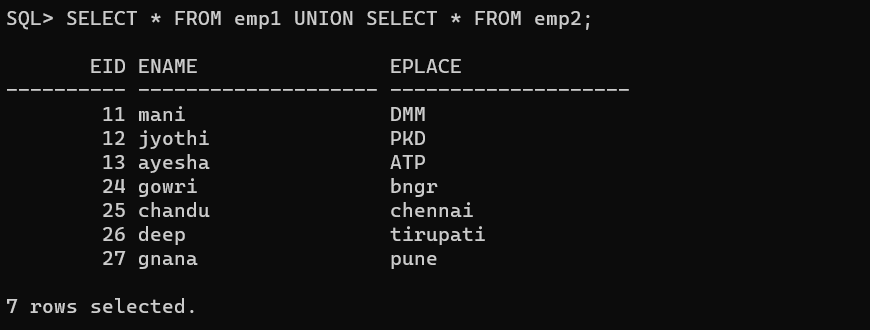 SQL> SELECT * FROM emp1 UNION SELECT * FROM emp2;
EID ENAME EPLACE
---------- -------------------- --------------------
11 mani DMM
12 jyothi PKD
13 ayesha ATP
24 gowri bngr
25 chandu chennai
26 deep tirupati
27 gnana pune
7 rows selected.